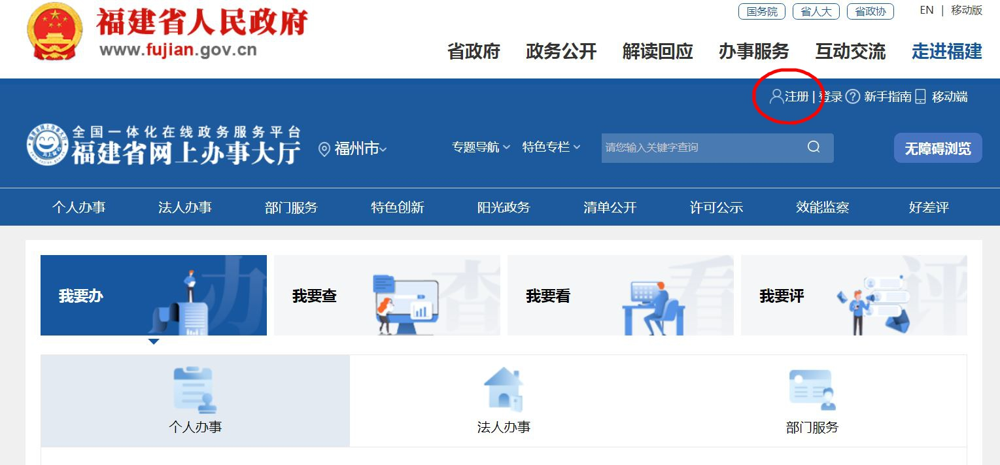 福建省人民政府
www.fujian.gov.cn
国务院 省人大 省政协 EN | 移动版
省政府 政务公开 解读回应 办事服务 互动交流 走进福建
注册 | 登录 新手指南 移动端
全国一体化在线政务服务平台
福建省网上办事大厅
福州市 专题导航 特色专栏 请您输入关键字查询 无障碍浏览
个人办事 法人办事 部门服务 特色创新 阳光政务 清单公开 许可公示 效能监察 好差评
我要办 办 我要查 查 我要看 看 我要评 评
个人办事 法人办事 部门服务